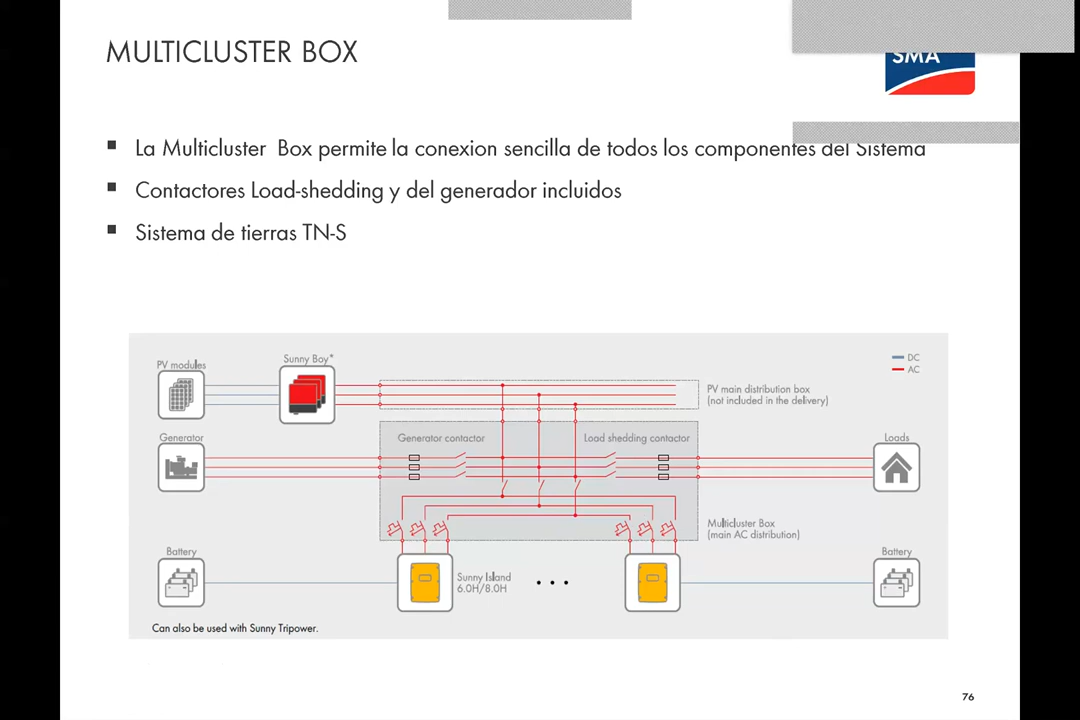 MULTICLUSTER BOX
SMA
▪ La Multicluster Box permite la conexion sencilla de todos los componentes del Sistema
▪ Contactores Load-shedding y del generador incluidos
▪ Sistema de tierras TN-S
PV modules
Sunny Boy*
DC
AC
PV main distribution box
(not included in the delivery)
Generator
Generator contactor
Load shedding contactor
Loads
Multicluster Box
(main AC distribution)
Battery
Sunny Island
6.0H/8.0H
Battery
Can also be used with Sunny Tripower.
76